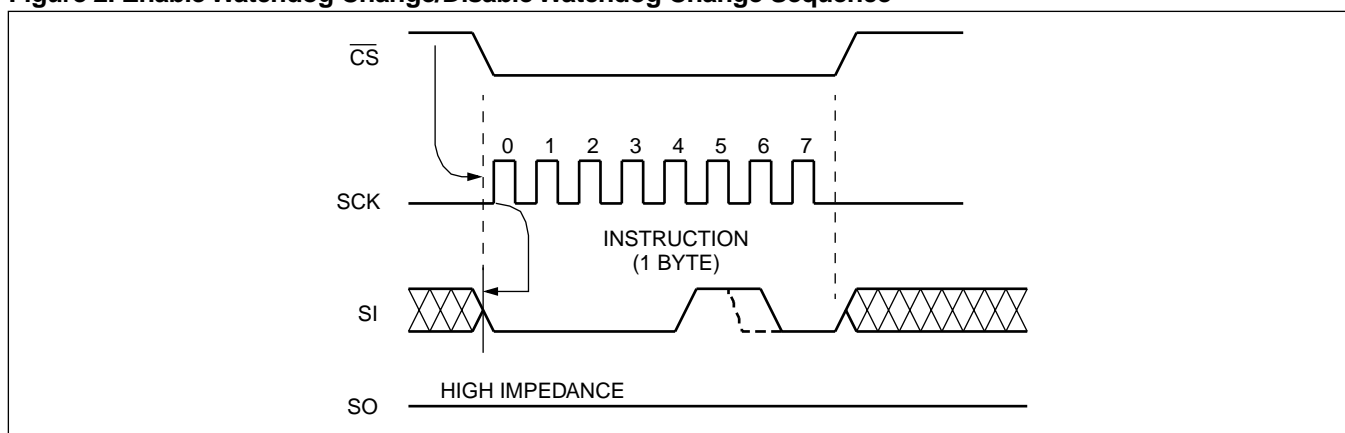 Figure 2. Enable Watchdog Change/Disable Watchdog Change Sequence
CS
0 1 2 3 4 5 6 7
SCK
INSTRUCTION
(1 BYTE)
SI
HIGH IMPEDANCE
SO